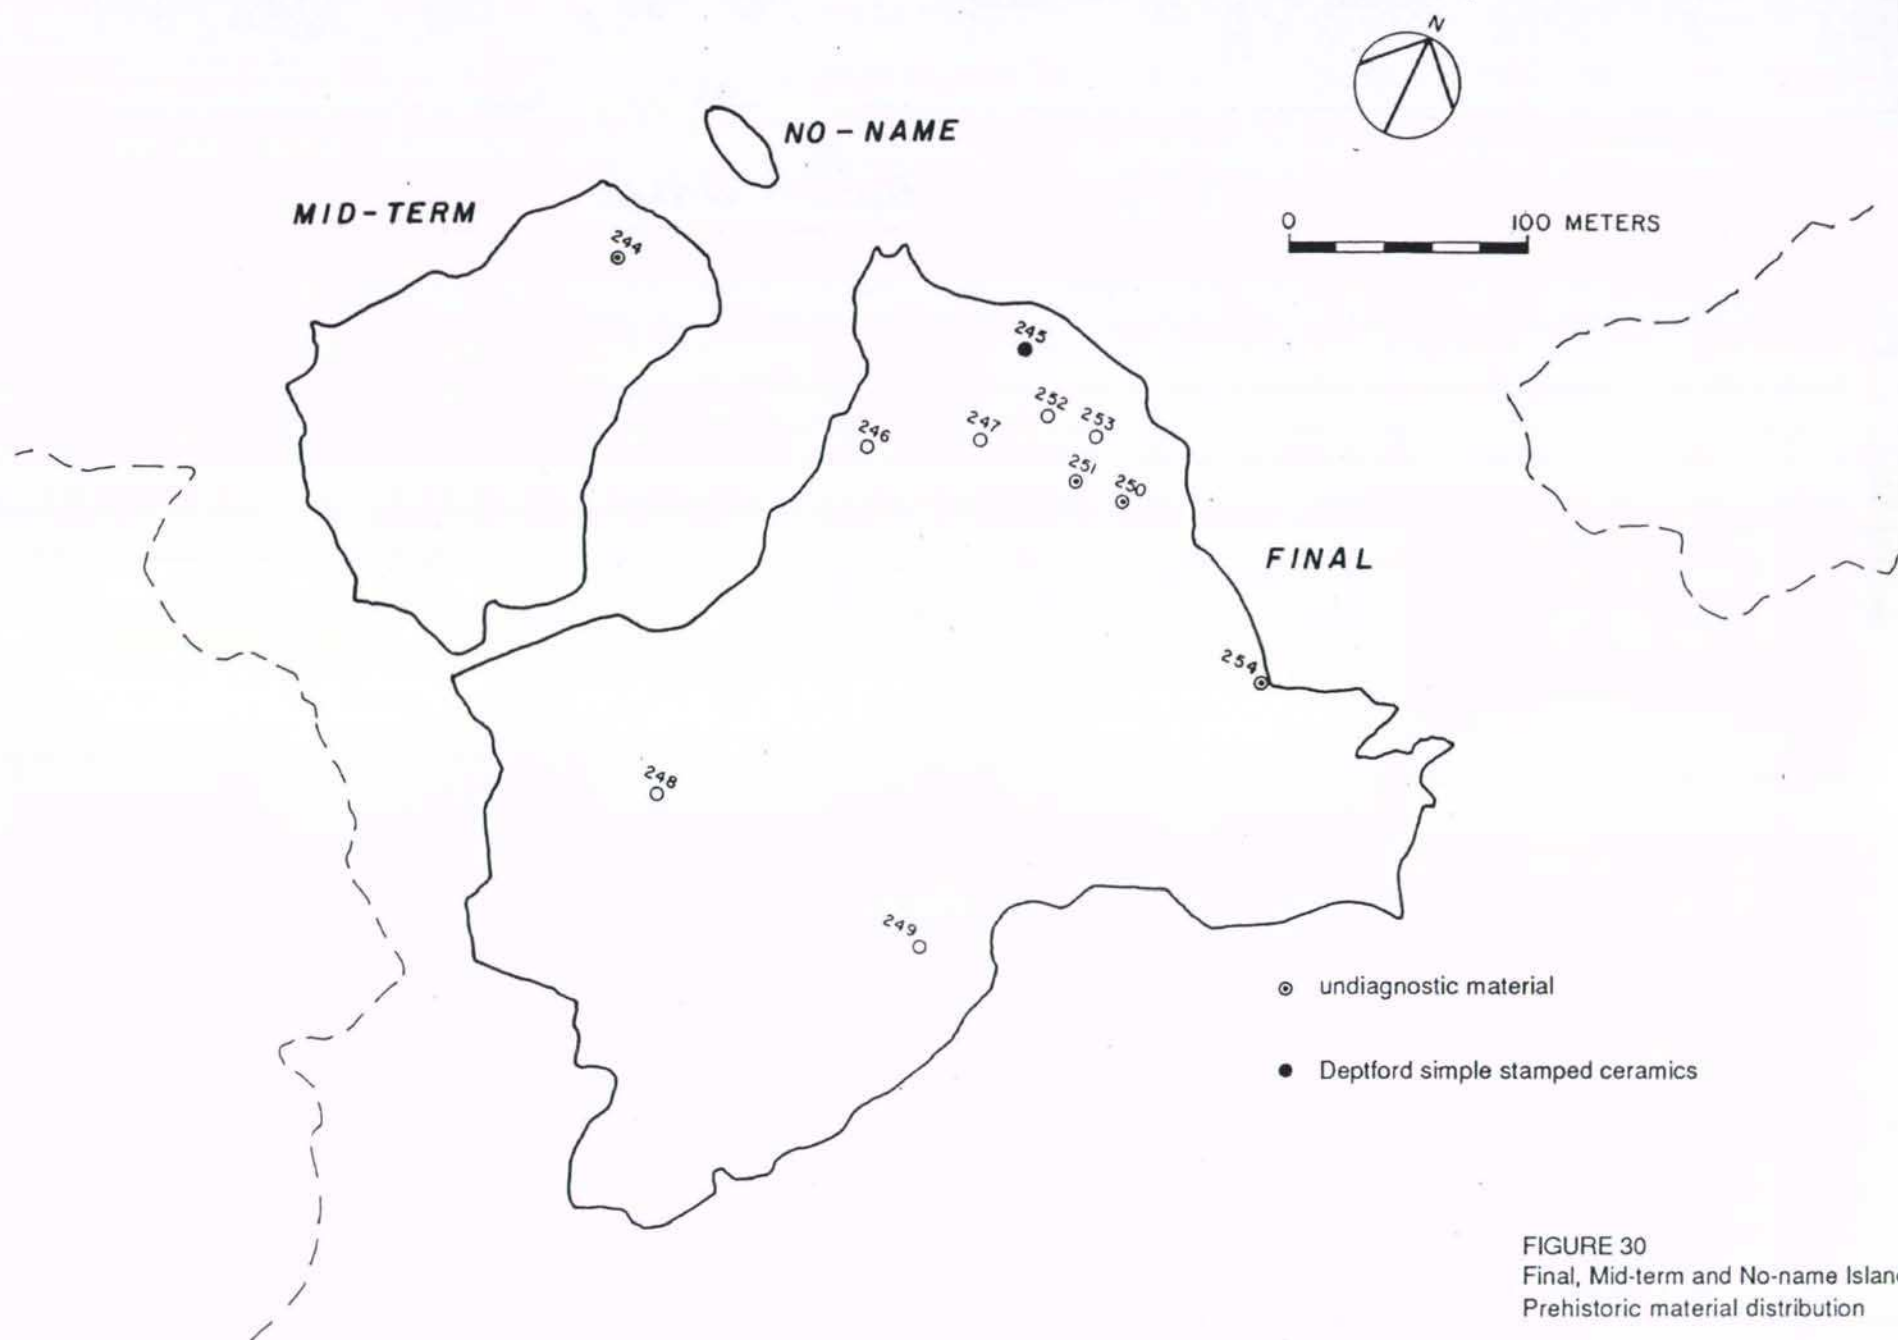 N
NO-NAME
MID-TERM
0 100 METERS
244
245
252
253
246
247
251
250
FINAL
254
248
249
undiagnostic material
Deptford simple stamped ceramics
FIGURE 30
Final, Mid-term and No-name
Prehistoric material distribution